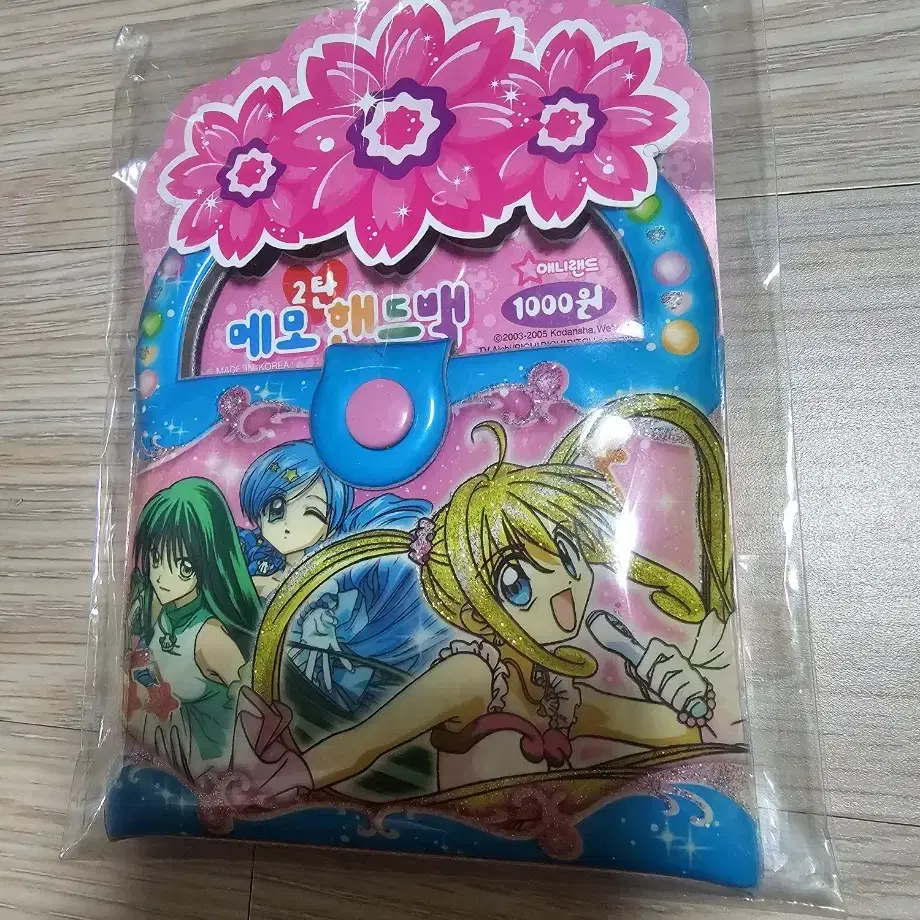 2탄
메모 핸드백
애니랜드
1000원
©2003-2005 Kodansha, We
MADE IN KOREA